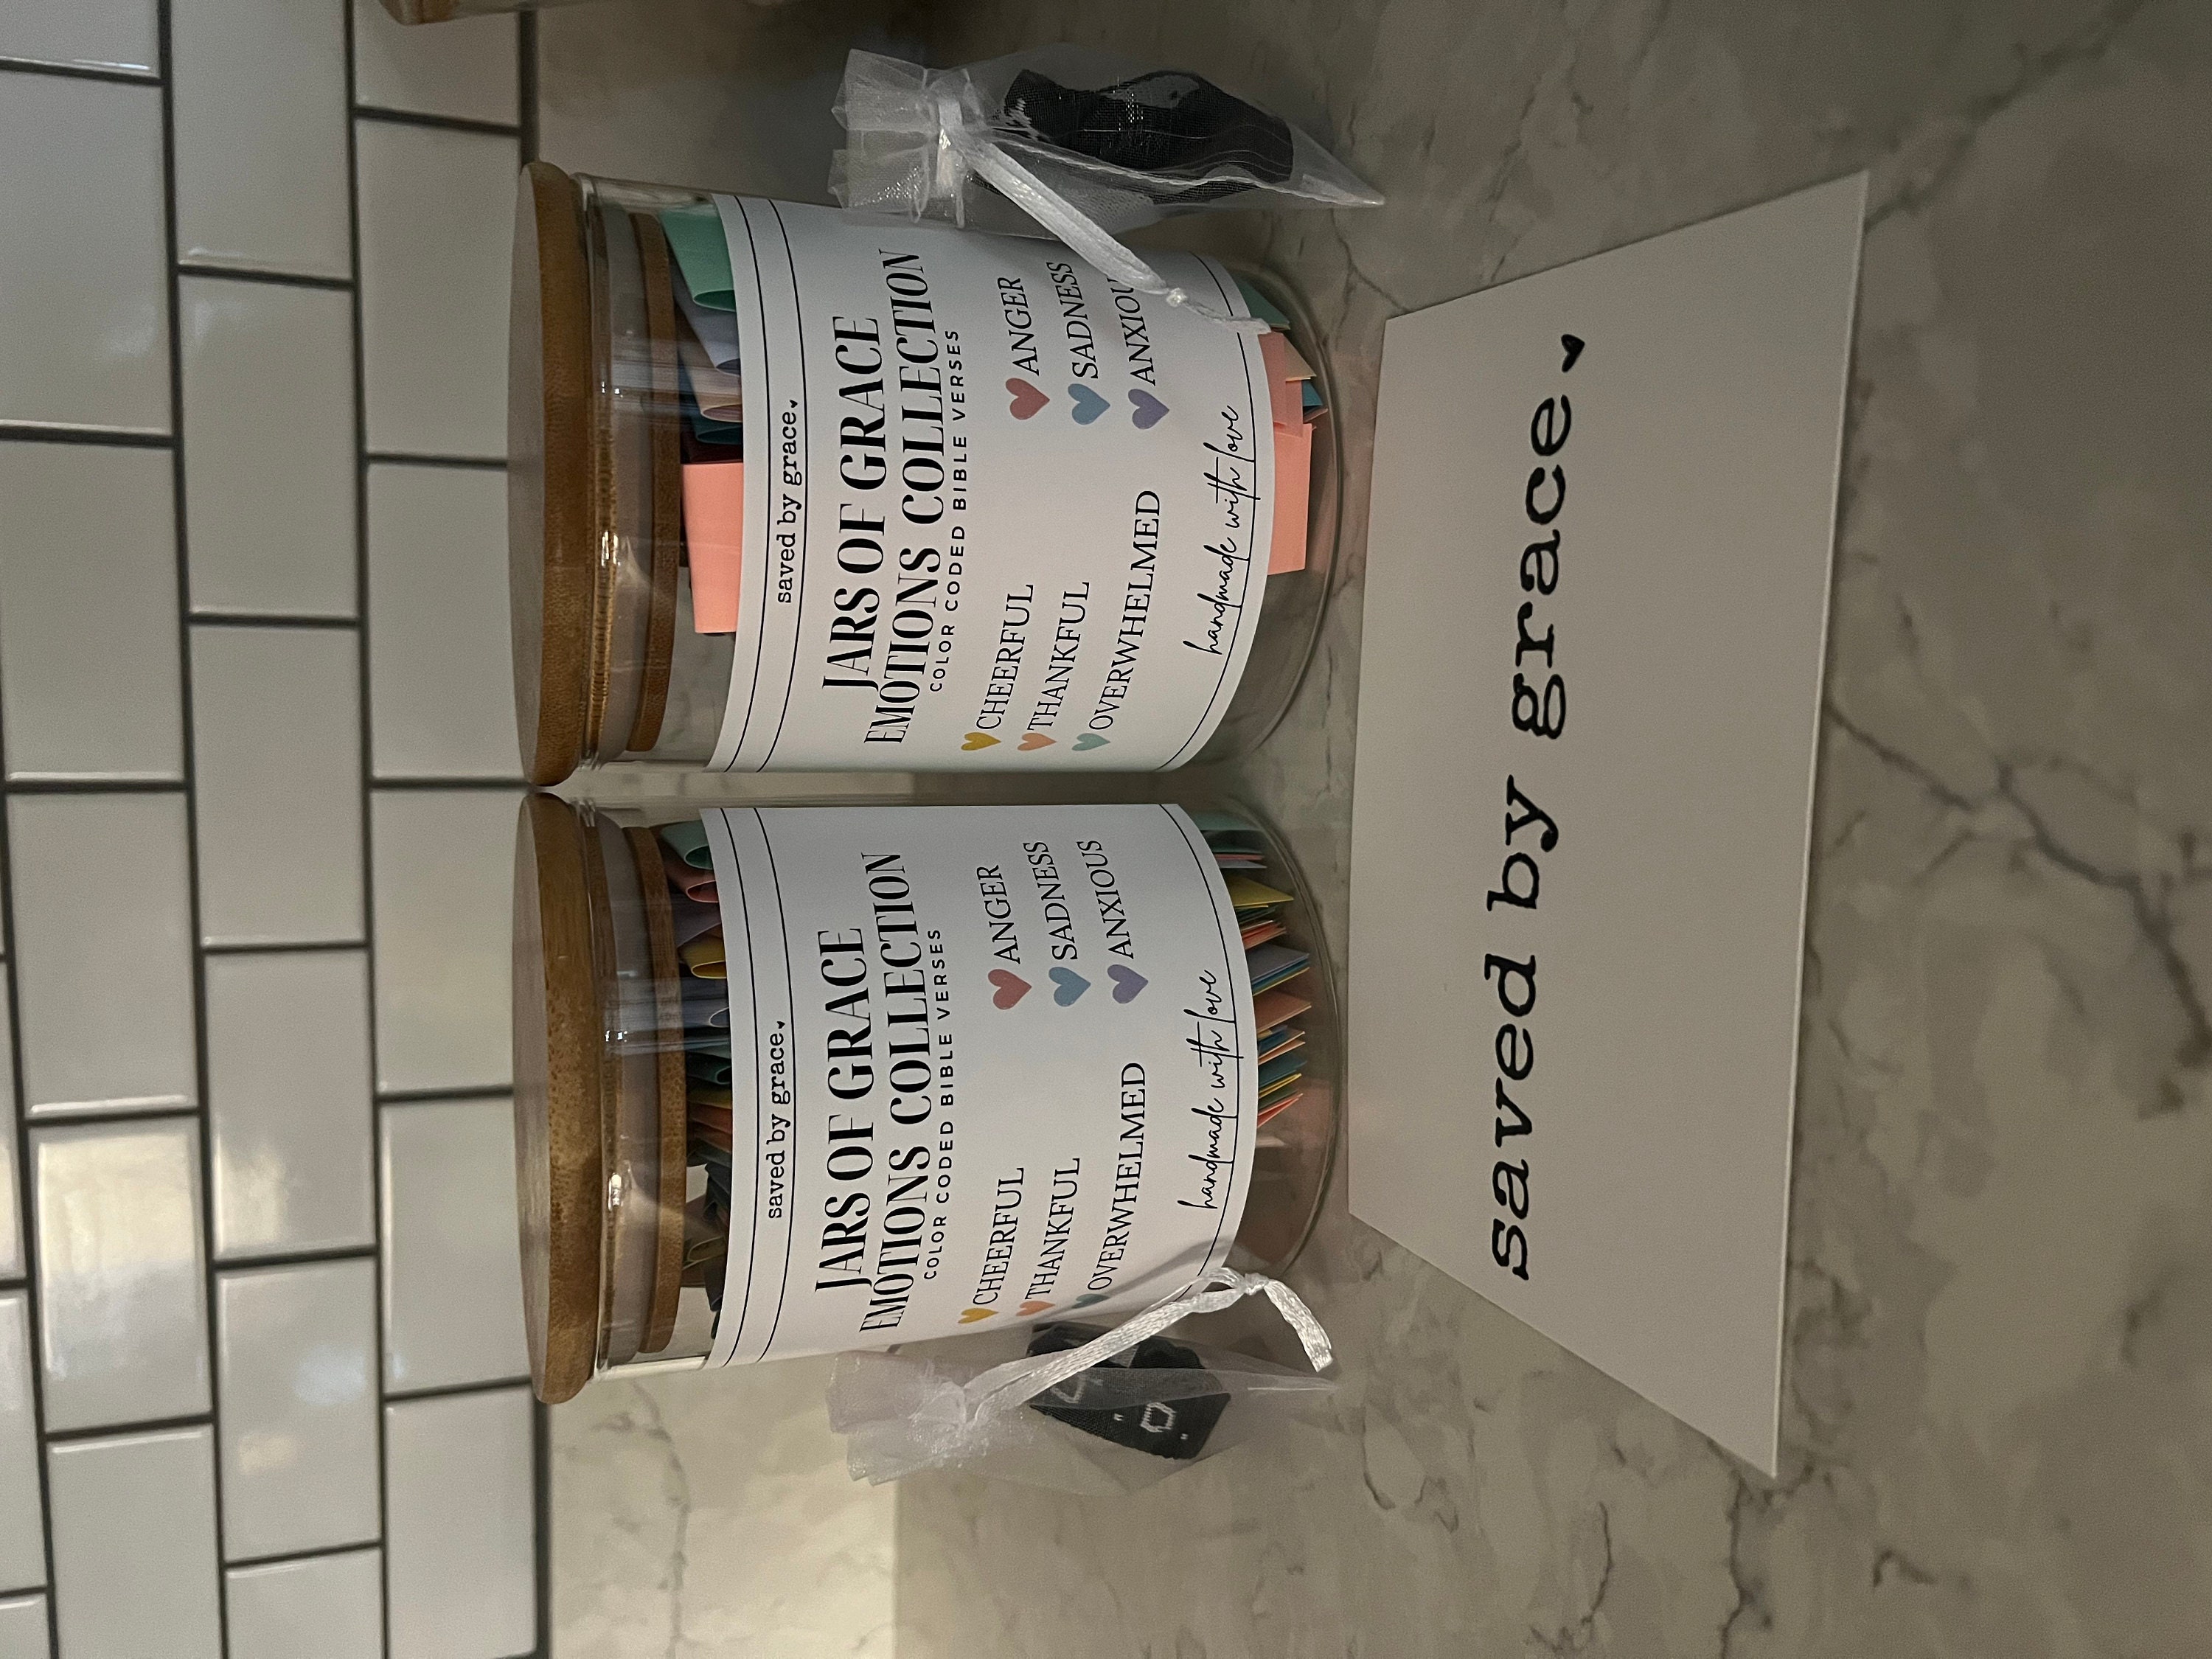 saved by grace.
JARS OF GRACE
EMOTIONS COLLECTION
COLOR CODED BIBLE VERSES
CHEERFUL
ANGER
THANKFUL
SADNESS
OVERWHELMED
ANXIOUS
handmade with love
saved by grace.
JARS OF GRACE
EMOTIONS COLLECTION
COLOR CODED BIBLE VERSES
CHEERFUL
ANGER
THANKFUL
SADNESS
OVERWHELMED
ANXIOU
handmade with love
saved by grace